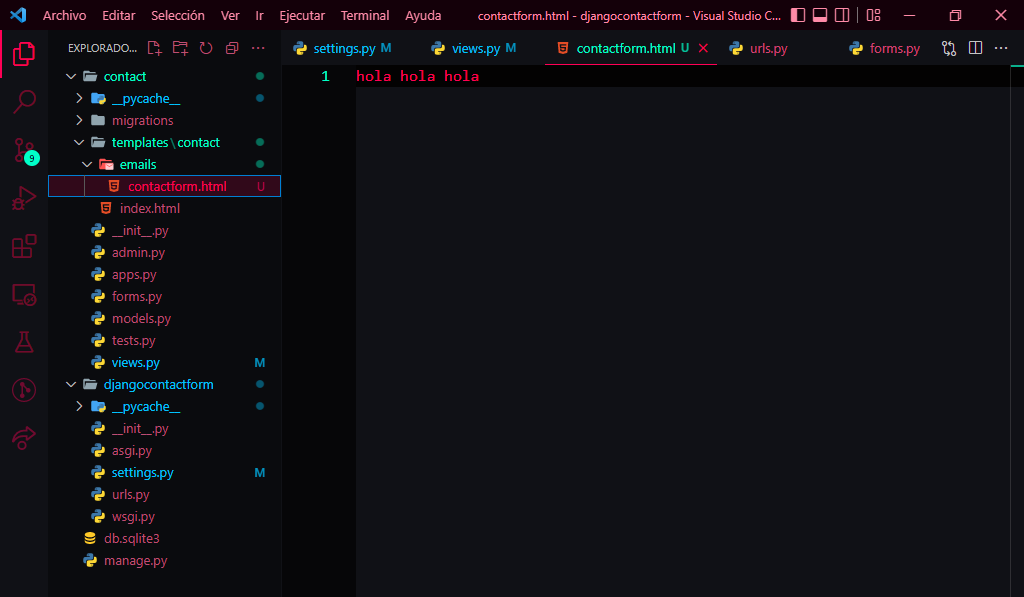 Archivo Editar Selección Ver Ir Ejecutar Terminal Ayuda contactform.html - djangocontactform - Visual Studio C...
EXPLORADO...
settings.py M views.py M contactform.html U urls.py forms.py
contact
__pycache__
migrations
templates\contact
emails
contactform.html U
index.html
__init__.py
admin.py
apps.py
forms.py
models.py
tests.py
views.py M
djangocontactform
__pycache__
__init__.py
asgi.py
settings.py M
urls.py
wsgi.py
db.sqlite3
manage.py
9
1 hola hola hola